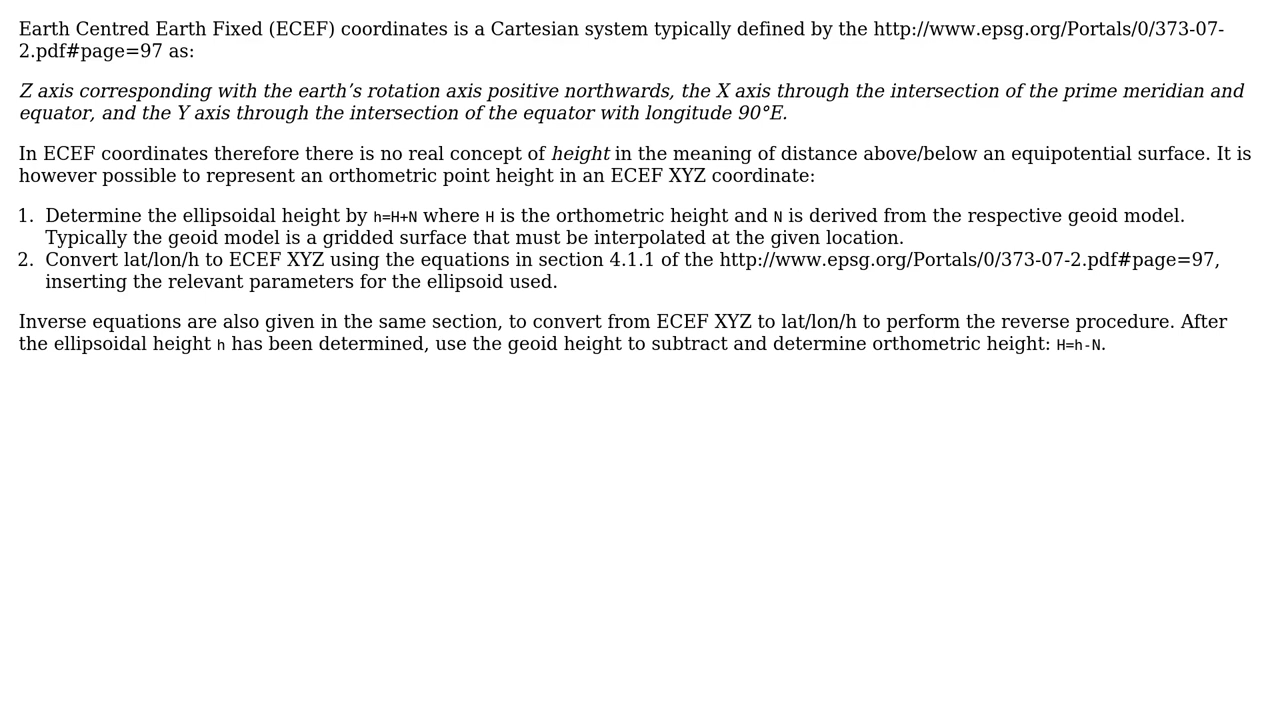 Earth Centred Earth Fixed (ECEF) coordinates is a Cartesian system typically defined by the http://www.epsg.org/Portals/0/373-07-
2.pdf#page=97 as:
Z axis corresponding with the earth’s rotation axis positive northwards, the X axis through the intersection of the prime meridian and
equator, and the Y axis through the intersection of the equator with longitude 90°E.
In ECEF coordinates therefore there is no real concept of height in the meaning of distance above/below an equipotential surface. It is
however possible to represent an orthometric point height in an ECEF XYZ coordinate:
1. Determine the ellipsoidal height by h=H+N where H is the orthometric height and N is derived from the respective geoid model.
Typically the geoid model is a gridded surface that must be interpolated at the given location.
2. Convert lat/lon/h to ECEF XYZ using the equations in section 4.1.1 of the http://www.epsg.org/Portals/0/373-07-2.pdf#page=97,
inserting the relevant parameters for the ellipsoid used.
Inverse equations are also given in the same section, to convert from ECEF XYZ to lat/lon/h to perform the reverse procedure. After
the ellipsoidal height h has been determined, use the geoid height to subtract and determine orthometric height: H=h-N.